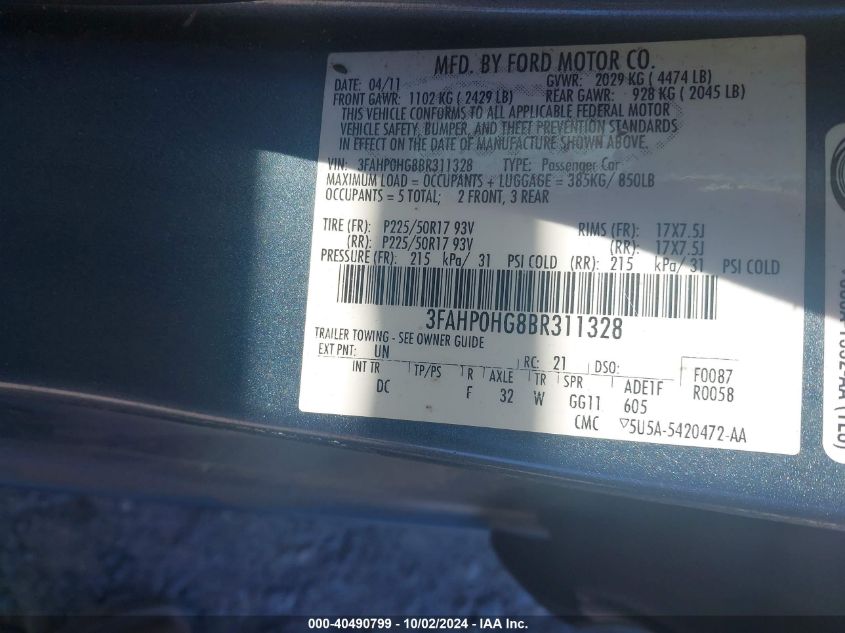 MFD. BY FORD MOTOR CO.
DATE: 04/11 GVWR: 2029 KG ( 4474 LB)
FRONT GAWR: 1102 KG ( 2429 LB) REAR GAWR: 928 KG ( 2045 LB)
THIS VEHICLE CONFORMS TO ALL APPLICABLE FEDERAL MOTOR
VEHICLE SAFETY, BUMPER, AND THEFT PREVENTION STANDARDS
IN EFFECT ON THE DATE OF MANUFACTURE SHOWN ABOVE.
VIN: 3FAHP0HG8BR311328 TYPE: Passenger Car
MAXIMUM LOAD = OCCUPANTS + LUGGAGE = 385KG/ 850LB
OCCUPANTS = 5 TOTAL; 2 FRONT, 3 REAR
TIRE (FR): P225/50R17 93V RIMS (FR): 17X7.5J
(RR): P225/50R17 93V (RR): 17X7.5J
PRESSURE (FR): 215 kPa/ 31 PSI COLD (RR): 215 kPa/ 31 PSI COLD
3FAHP0HG8BR311328
TRAILER TOWING - SEE OWNER GUIDE
EXT PNT: UN RC: 21 DSO: F0087
INT TR TP/PS R AXLE TR SPR ADE1F R0058
DC F 32 W GG11 605
CMC ▽5U5A-5420472-AA
000-40490799 - 10/02/2024 - IAA Inc.